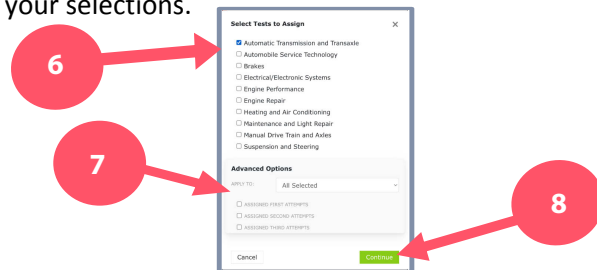 your selections.
Select Tests to Assign ×
6
Automatic Transmission and Transaxle
Automobile Service Technology
Brakes
Electrical/Electronic Systems
Engine Performance
Engine Repair
Heating and Air Conditioning
Maintenance and Light Repair
Manual Drive Train and Axles
Suspension and Steering
7
Advanced Options
APPLY TO: All Selected
ASSIGNED FIRST ATTEMPTS
ASSIGNED SECOND ATTEMPTS
ASSIGNED THIRD ATTEMPTS
8
Cancel Continue